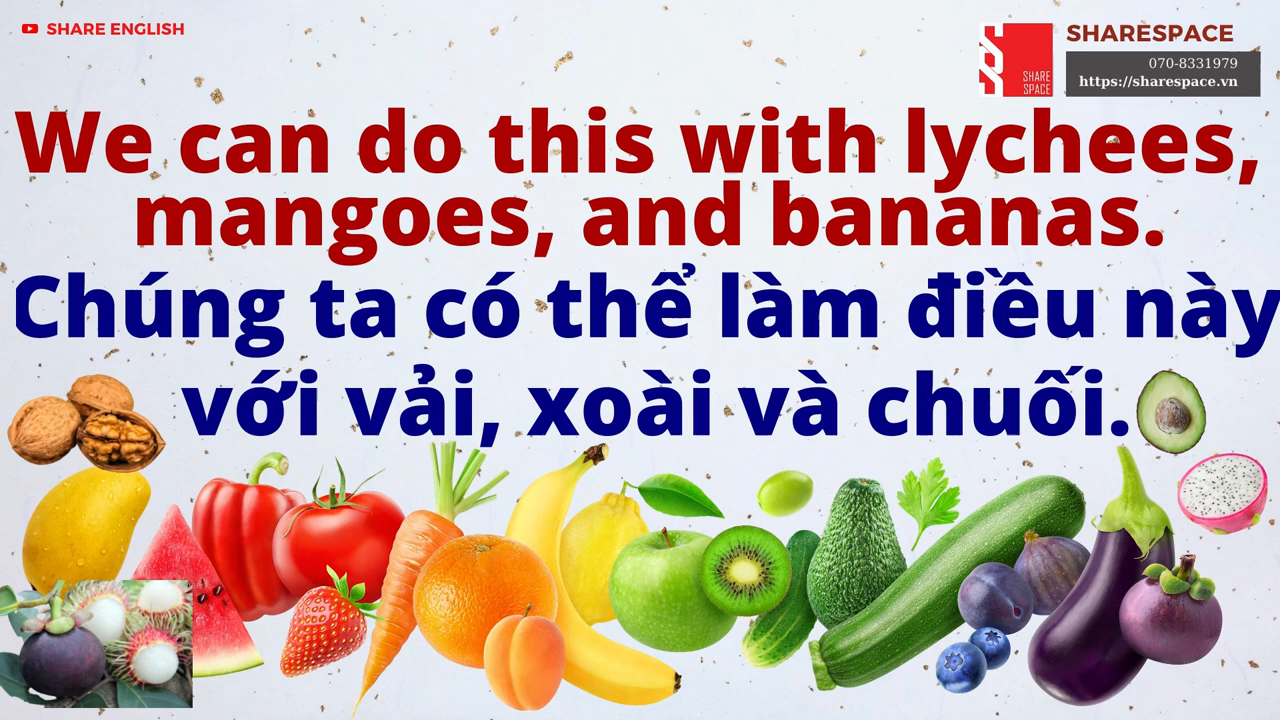 SHARE ENGLISH
SHARESPACE
070-8331979
https://sharespace.vn
SHARE
SPACE
We can do this with lychees,
mangoes, and bananas.
Chúng ta có thể làm điều này
với vải, xoài và chuối.